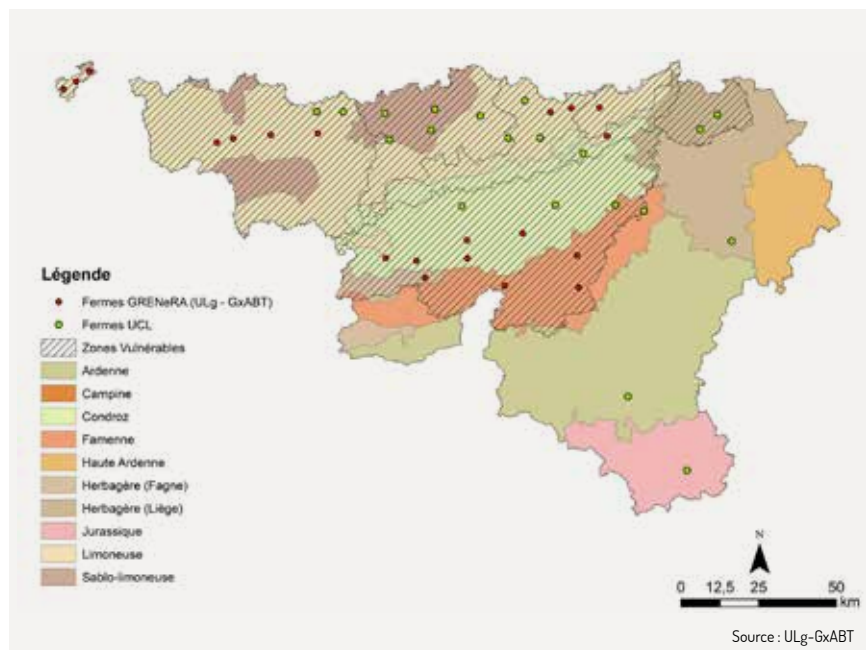 Légende
Fermes GRENeRA (ULg - GxABT)
Fermes UCL
Zones Vulnérables
Ardenne
Campine
Condroz
Famenne
Haute Ardenne
Herbagère (Fagne)
Herbagère (Liège)
Jurassique
Limoneuse
Sablo-limoneuse
N
0 12,5 25 50
km
Source : ULg-GxABT